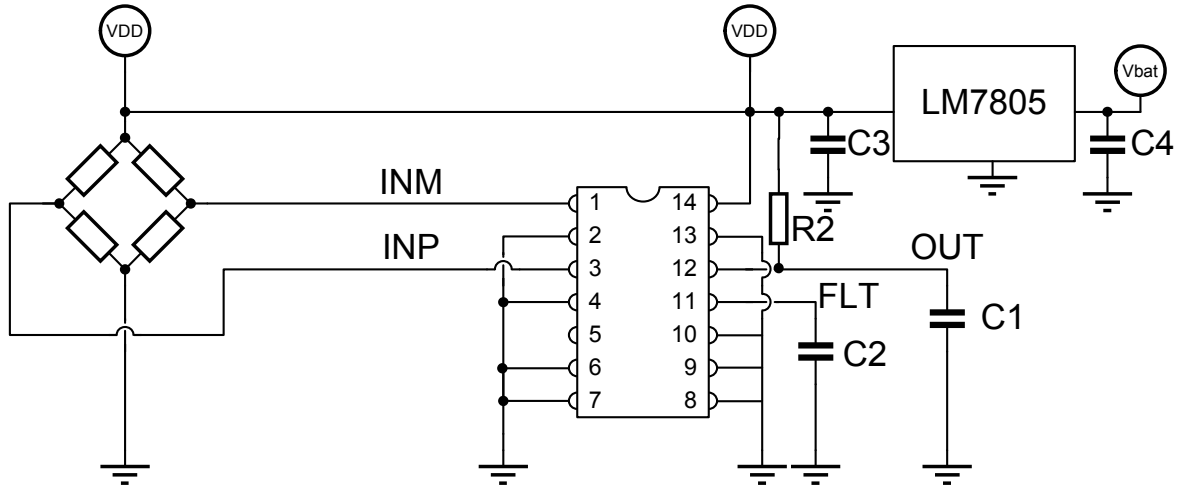 VDD
VDD
Vbat
LM7805
C3
C4
INM
1
14
2
13
R2
INP
3
12
OUT
4
11
FLT
5
10
C1
C2
6
9
7
8